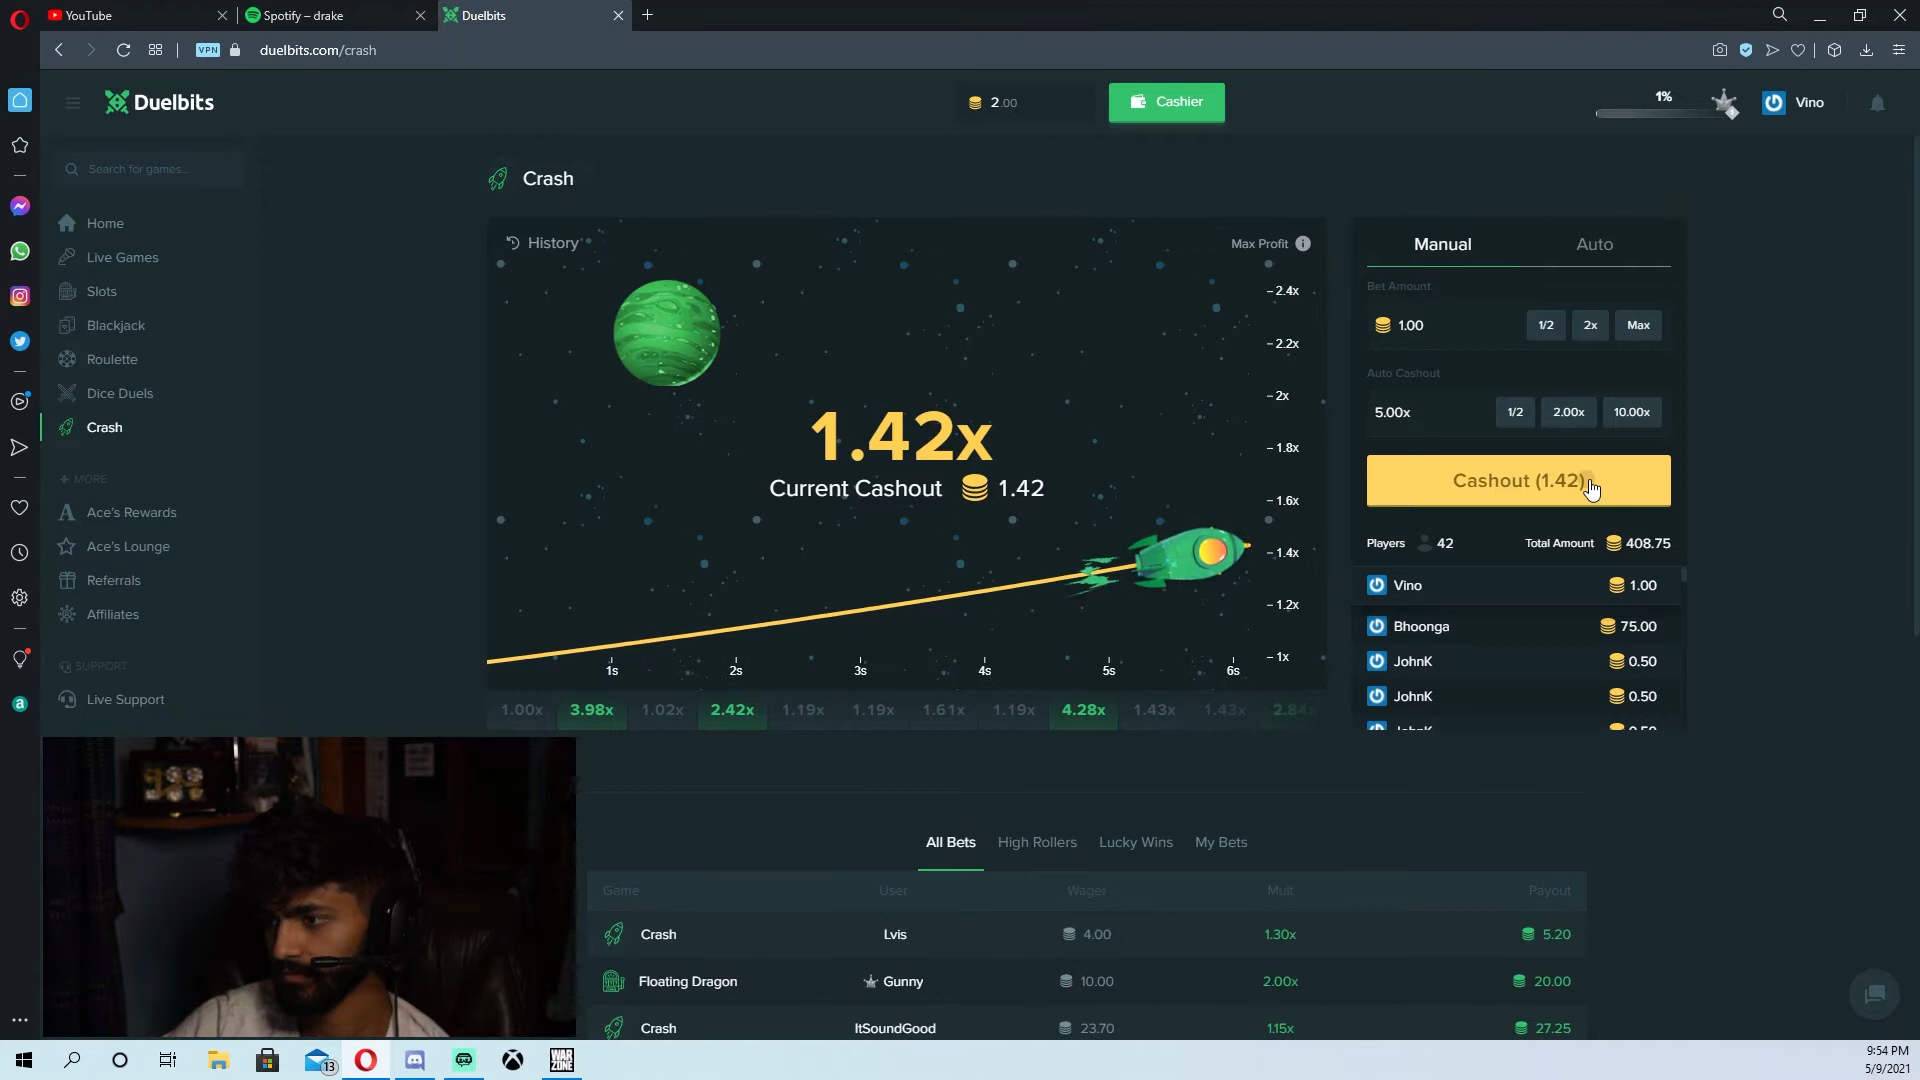 YouTube
Spotify – drake
Duelbits
VPN
duelbits.com/crash
Duelbits
2.00
Cashier
1%
Vino
Search for games...
Crash
Home
Live Games
Slots
Blackjack
Roulette
Dice Duels
Crash
MORE
Ace's Rewards
Ace's Lounge
Referrals
Affiliates
SUPPORT
Live Support
History
Max Profit
2.4x
2.2x
2x
1.8x
1.6x
1.4x
1.2x
1x
1.42x
Current Cashout 1.42
1s 2s 3s 4s 5s 6s
1.00x 3.98x 1.02x 2.42x 1.19x 1.19x 1.61x 1.19x 4.28x 1.43x 1.43x 2.84x
Manual Auto
Bet Amount
1.00 1/2 2x Max
Auto Cashout
5.00x 1/2 2.00x 10.00x
Cashout (1.42)
Players 42 Total Amount 408.75
Vino 1.00
Bhoonga 75.00
JohnK 0.50
JohnK 0.50
JohnK 0.50
All Bets High Rollers Lucky Wins My Bets
Game User Wager Mult Payout
Crash Lvis 4.00 1.30x 5.20
Floating Dragon Gunny 10.00 2.00x 20.00
Crash ItSoundGood 23.70 1.15x 27.25
13
WAR
ZONE
9:54 PM
5/9/2021